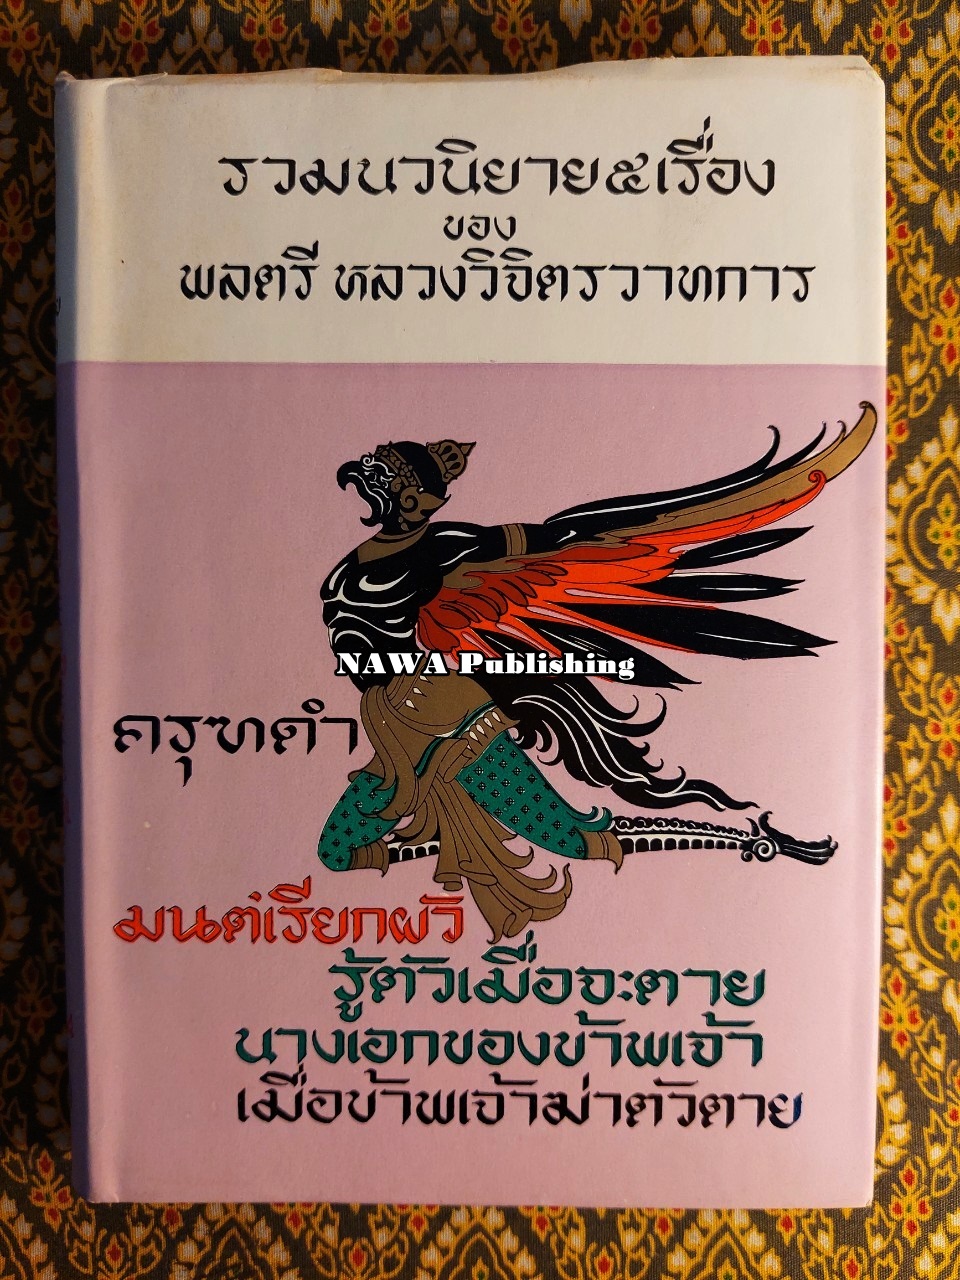 รวมนวนิยาย๕เรื่อง
ของ
พลตรี หลวงวิจิตรวาทการ
NAWA Publishing
ครุฑดำ
มนต์เรียกผัว
รู้ตัวเมื่อจะตาย
นางเอกของข้าพเจ้า
เมื่อข้าพเจ้าฆ่าตัวตาย